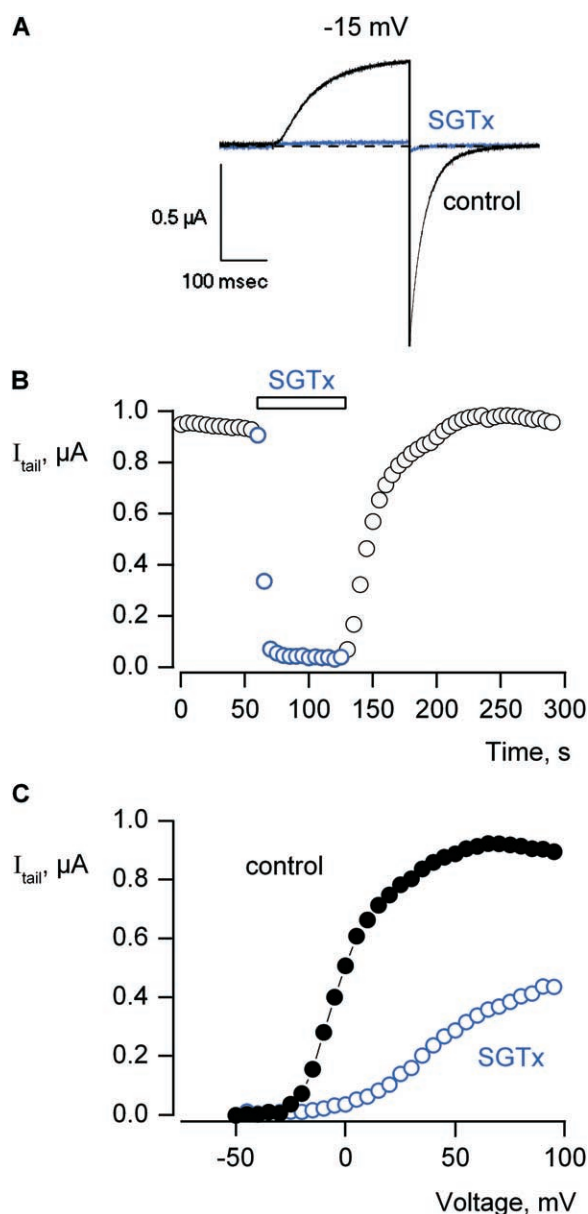 A
-15 mV
SGTx
control
0.5 µA
100 msec
B
SGTx
Itail, µA
1.0
0.8
0.6
0.4
0.2
0.0
0 50 100 150 200 250 300
Time, s
C
Itail, µA
1.0
0.8
0.6
0.4
0.2
0.0
control
SGTx
-50 0 50 100
Voltage, mV